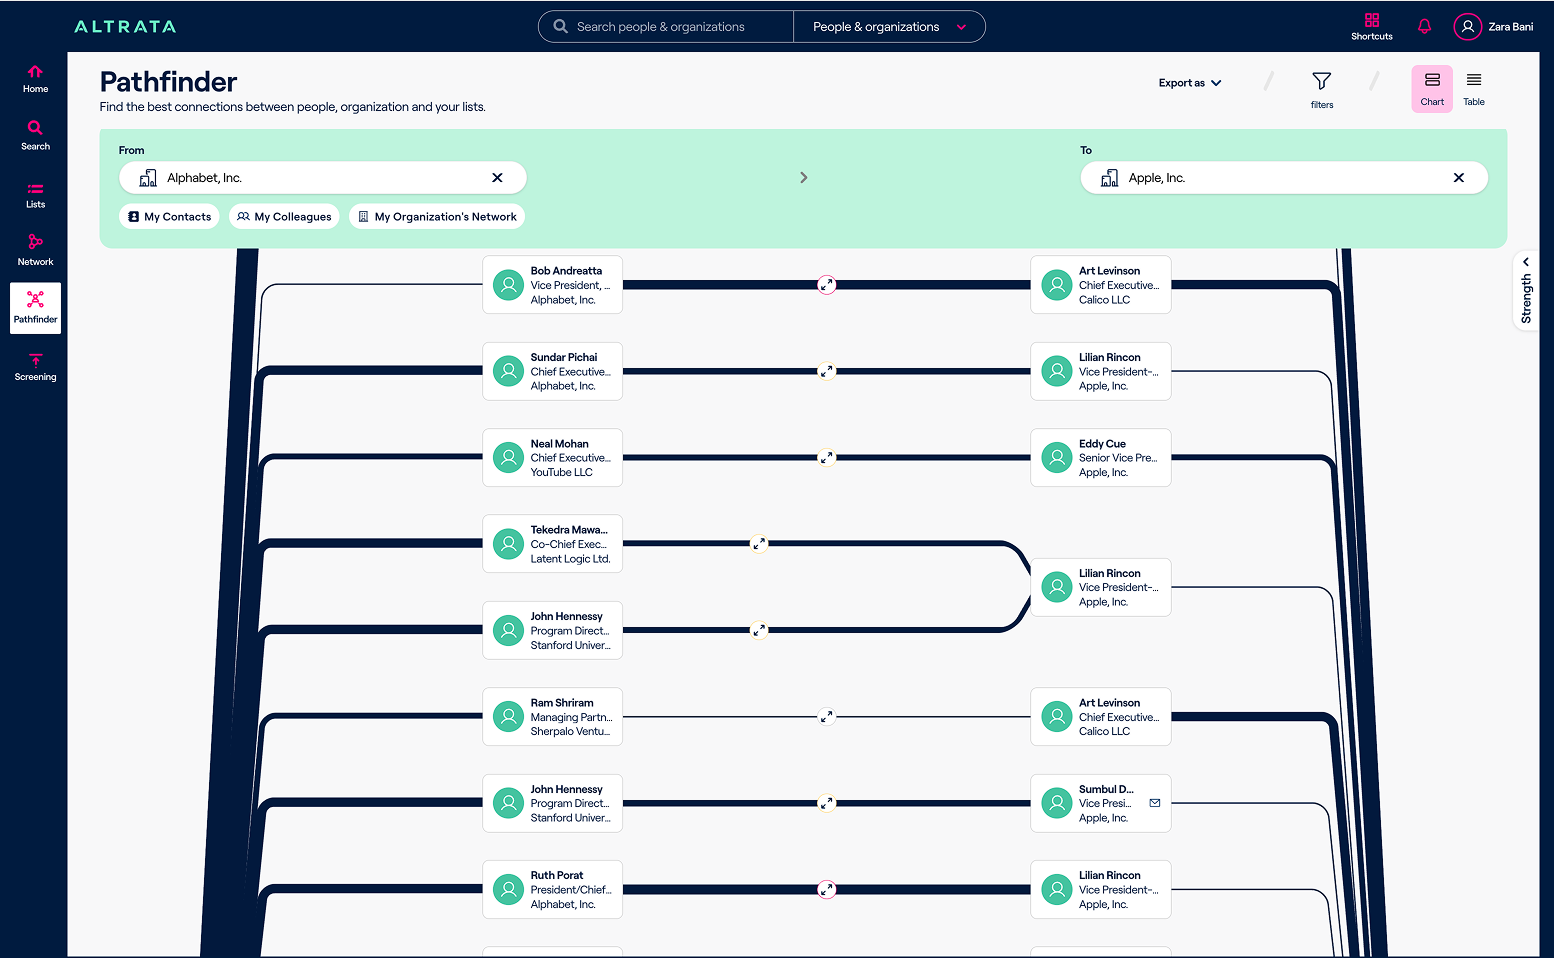 ALTRATA
Search people & organizations
People & organizations
Shortcuts
Zara Bani
Home
Search
Lists
Network
Pathfinder
Screening
Pathfinder
Find the best connections between people, organization and your lists.
Export as
filters
Chart
Table
From
Alphabet, Inc.
To
Apple, Inc.
My Contacts
My Colleagues
My Organization's Network
Strength
Bob Andreatta
Vice President, ...
Alphabet, Inc.
Art Levinson
Chief Executive...
Calico LLC
Sundar Pichai
Chief Executive...
Alphabet, Inc.
Lilian Rincon
Vice President-...
Apple, Inc.
Neal Mohan
Chief Executive...
YouTube LLC
Eddy Cue
Senior Vice Pre...
Apple, Inc.
Tekedra Mawa...
Co-Chief Exec...
Latent Logic Ltd.
Lilian Rincon
Vice President-...
Apple, Inc.
John Hennessy
Program Direct...
Stanford Univer...
Ram Shriram
Managing Partn...
Sherpalo Ventu...
Art Levinson
Chief Executive...
Calico LLC
John Hennessy
Program Direct...
Stanford Univer...
Sumbul D...
Vice Presi...
Apple, Inc.
Ruth Porat
President/Chief...
Alphabet, Inc.
Lilian Rincon
Vice President-...
Apple, Inc.